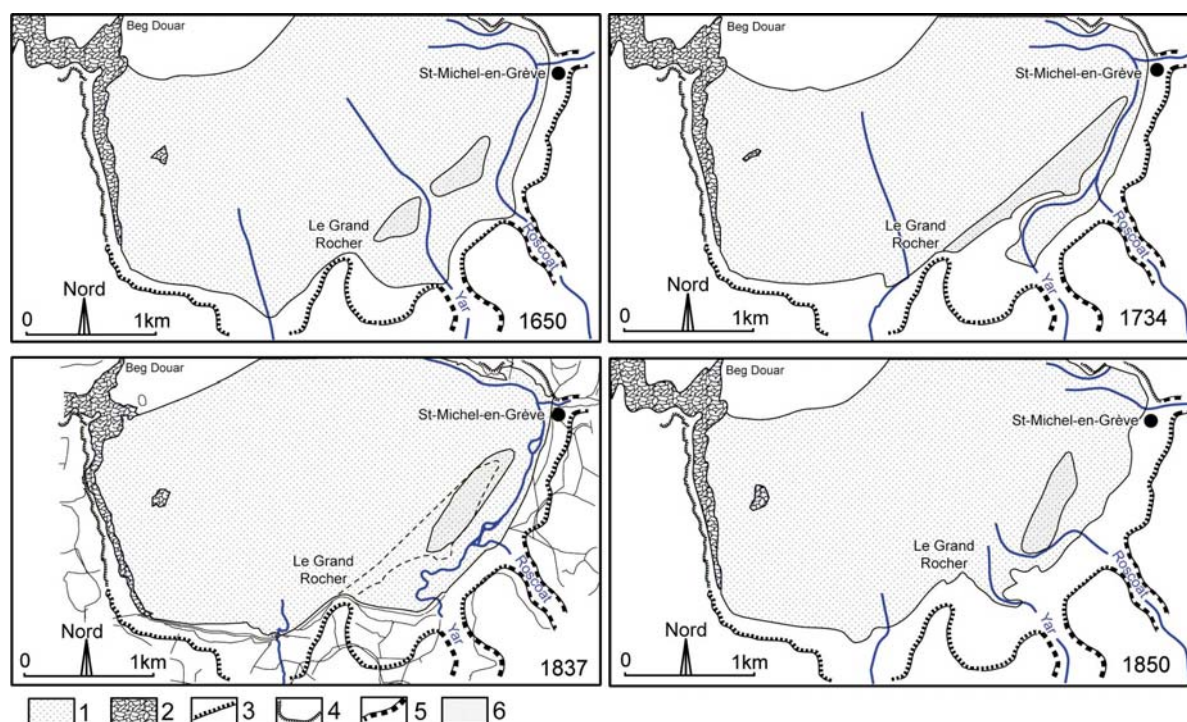 Beg Douar
St-Michel-en-Grève
Le Grand
Rocher
Roscoat
Yar
Nord
0 1km
1650
Beg Douar
St-Michel-en-Grève
Le Grand
Rocher
Roscoat
Yar
Nord
0 1km
1734
Beg Douar
St-Michel-en-Grève
Le Grand
Rocher
Roscoat
Yar
Nord
0 1km
1837
Beg Douar
St-Michel-en-Grève
Le Grand
Rocher
Roscoat
Yar
Nord
0 1km
1850
1 2 3 4 5 6